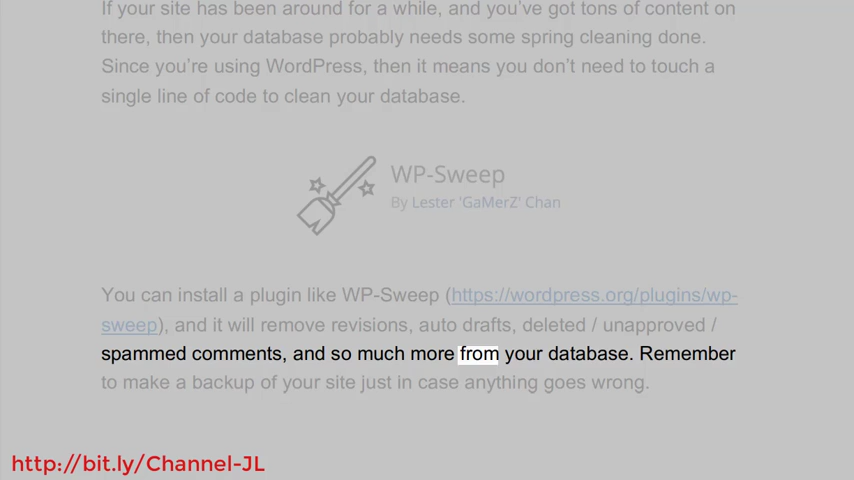 If your site has been around for a while, and you've got tons of content on
there, then your database probably needs some spring cleaning done.
Since you're using WordPress, then it means you don't need to touch a
single line of code to clean your database.
WP-Sweep
By Lester 'GaMerZ' Chan
You can install a plugin like WP-Sweep (https://wordpress.org/plugins/wp-
sweep), and it will remove revisions, auto drafts, deleted / unapproved /
spammed comments, and so much more from your database. Remember
to make a backup of your site just in case anything goes wrong.
http://bit.ly/Channel-JL